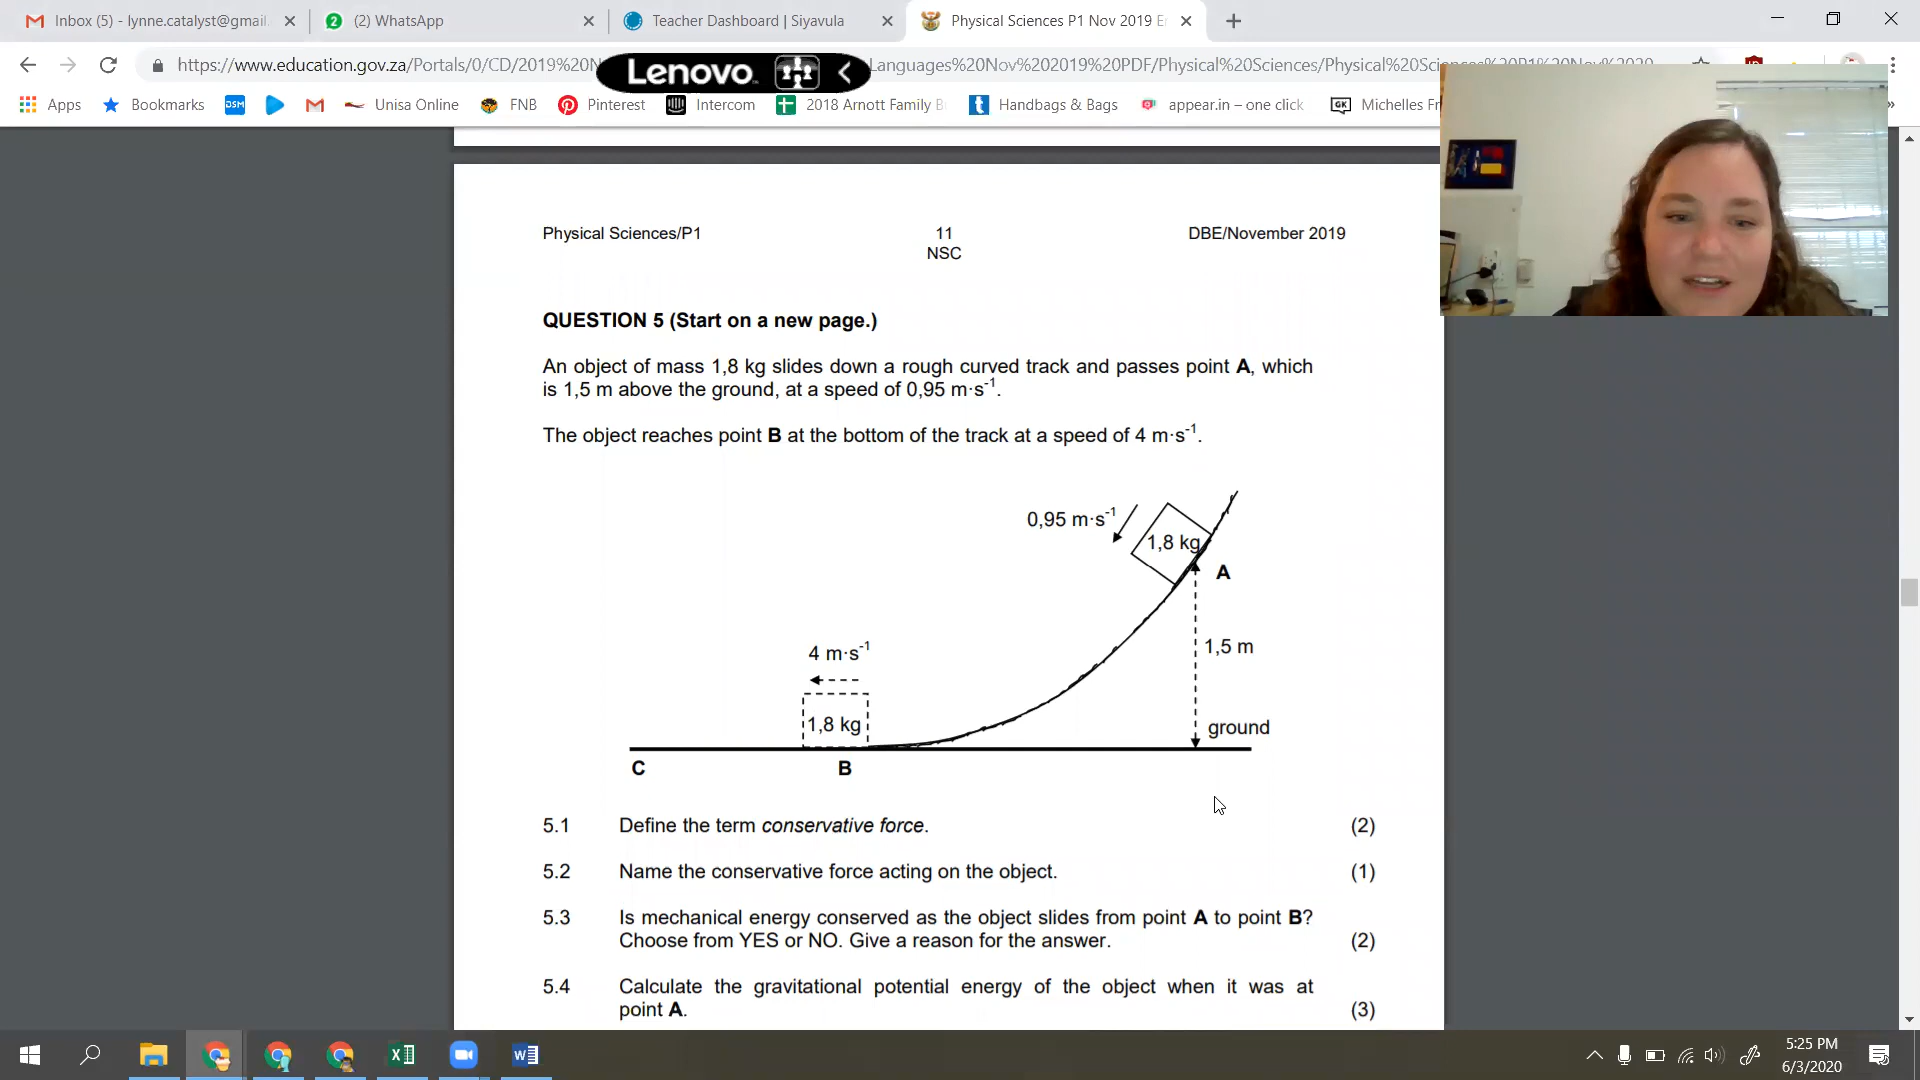 Inbox (5) - lynne.catalyst@gmail.
(2) WhatsApp
Teacher Dashboard | Siyavula
Physical Sciences P1 Nov 2019 E
https://www.education.gov.za/Portals/0/CD/2019%20N
Lenovo
Languages%20Nov%202019%20PDF/Physical%20Sciences/Physical%20Sciences%20P1%20Nov%2020
Apps
Bookmarks
DSM
Unisa Online
FNB
Pinterest
Intercom
2018 Arnott Family B
Handbags & Bags
appear.in – one click
GK
Michelles Fr
Physical Sciences/P1
11
DBE/November 2019
NSC
QUESTION 5 (Start on a new page.)
An object of mass 1,8 kg slides down a rough curved track and passes point A, which
is 1,5 m above the ground, at a speed of 0,95 m·s⁻¹.
The object reaches point B at the bottom of the track at a speed of 4 m·s⁻¹.
0,95 m·s⁻¹
1,8 kg
A
4 m·s⁻¹
1,5 m
1,8 kg
ground
C
B
5.1 Define the term conservative force. (2)
5.2 Name the conservative force acting on the object. (1)
5.3 Is mechanical energy conserved as the object slides from point A to point B?
Choose from YES or NO. Give a reason for the answer. (2)
5.4 Calculate the gravitational potential energy of the object when it was at
point A. (3)
5:25 PM
6/3/2020